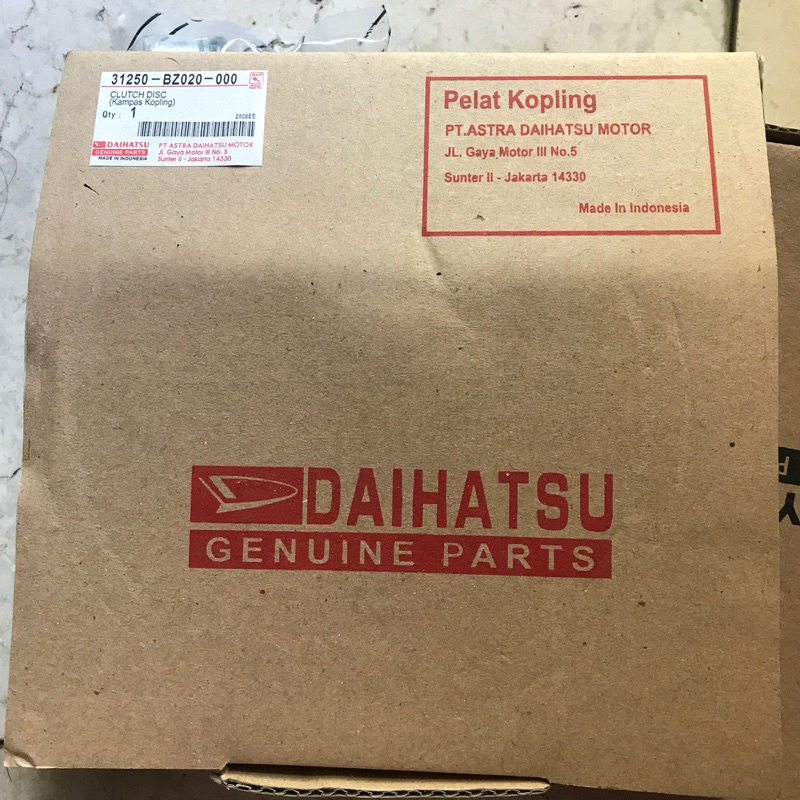 31250-BZ020-000
CLUTCH DISC
(Kampas Kopling)
Qty : 1
2808EE
DAIHATSU
GENUINE PARTS
MADE IN INDONESIA
PT ASTRA DAIHATSU MOTOR
Jl. Gaya Motor III No. 5
Sunter II - Jakarta 14330
Pelat Kopling
PT.ASTRA DAIHATSU MOTOR
JL. Gaya Motor III No.5
Sunter II - Jakarta 14330
Made In Indonesia
DAIHATSU
GENUINE PARTS